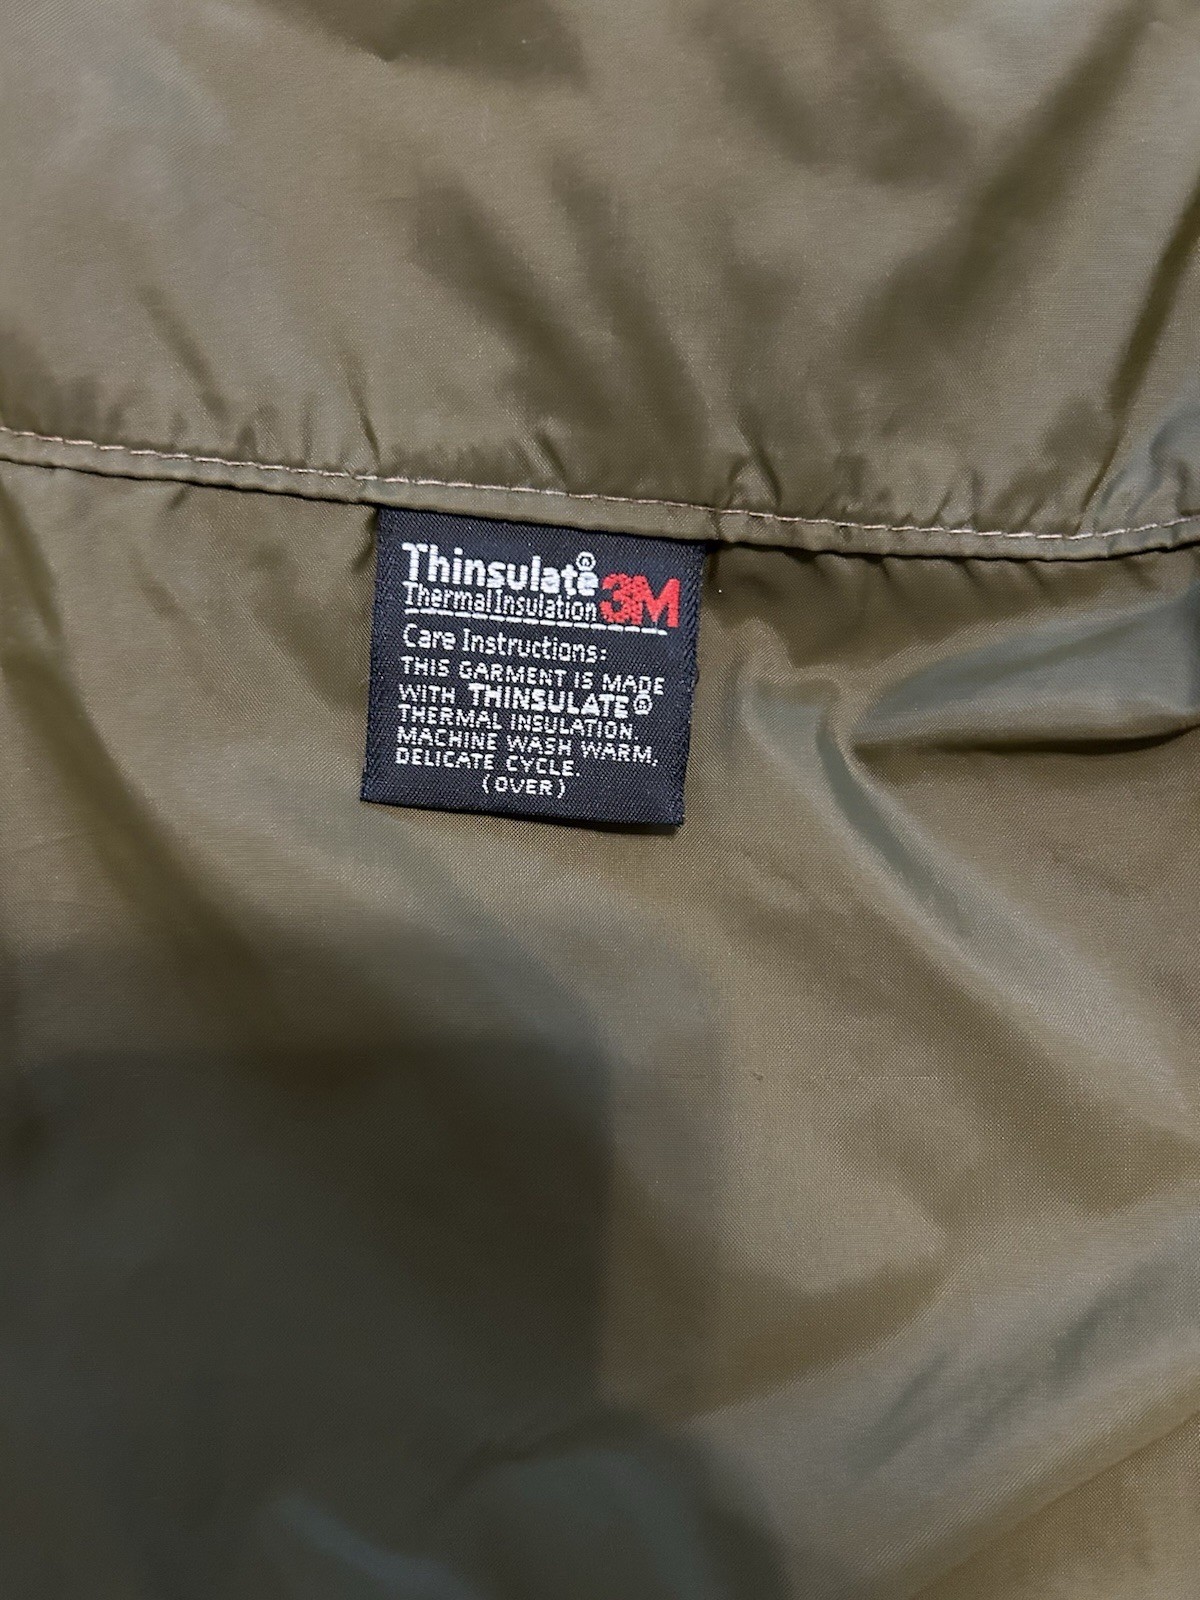 Thinsulate® 3M
Thermal Insulation
Care Instructions:
THIS GARMENT IS MADE
WITH THINSULATE®
THERMAL INSULATION.
MACHINE WASH WARM,
DELICATE CYCLE.
(OVER)